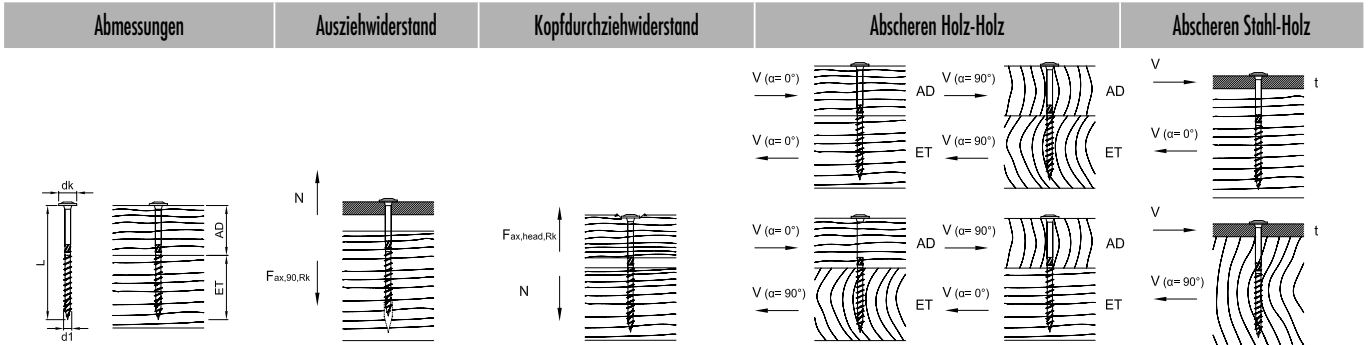 Abmessungen
Ausziehwiderstand
Kopfdurchziehwiderstand
Abscheren Holz-Holz
Abscheren Stahl-Holz
dk
L
d1
AD
ET
N
Fax,90,Rk
Fax,head,Rk
N
V (α= 0°)
AD
V (α= 0°)
ET
V (α= 90°)
AD
V (α= 90°)
ET
V (α= 0°)
AD
V (α= 90°)
ET
V (α= 90°)
AD
V (α= 0°)
ET
V
t
V (α= 0°)
V
t
V (α= 90°)